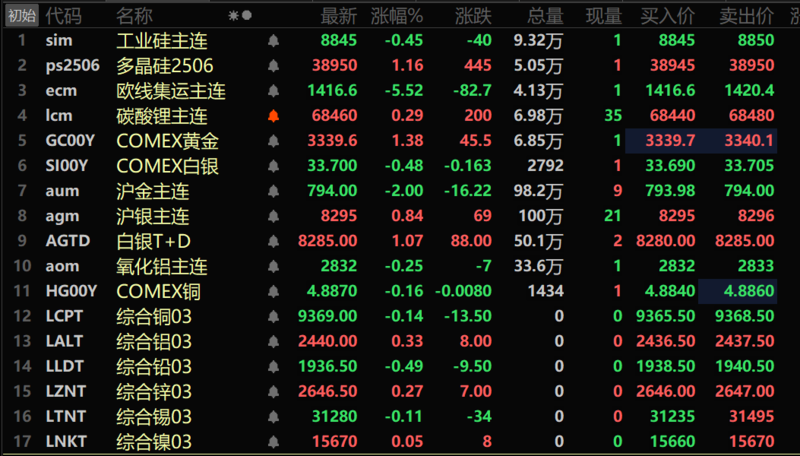 初始 代码 名称 最新 涨幅% 涨跌 总量 现量 买入价 卖出价
1 sim 工业硅主连 8845 -0.45 -40 9.32万 1 8845 8850
2 ps2506 多晶硅2506 38950 1.16 445 5.05万 1 38945 38950
3 ecm 欧线集运主连 1416.6 -5.52 -82.7 4.13万 1 1416.6 1420.4
4 lcm 碳酸锂主连 68460 0.29 200 6.98万 35 68440 68480
5 GC00Y COMEX黄金 3339.6 1.38 45.5 6.85万 1 3339.7 3340.1
6 SI00Y COMEX白银 33.700 -0.48 -0.163 2792 1 33.690 33.705
7 aum 沪金主连 794.00 -2.00 -16.22 98.2万 9 793.98 794.00
8 agm 沪银主连 8295 0.84 69 100万 21 8295 8296
9 AGTD 白银T+D 8285.00 1.07 88.00 50.1万 2 8280.00 8285.00
10 aom 氧化铝主连 2832 -0.25 -7 33.6万 1 2832 2833
11 HG00Y COMEX铜 4.8870 -0.16 -0.0080 1434 1 4.8840 4.8860
12 LCPT 综合铜03 9369.00 -0.14 -13.50 0 0 9365.50 9368.50
13 LALT 综合铝03 2440.00 0.33 8.00 0 0 2436.50 2437.50
14 LLDT 综合铅03 1936.50 -0.49 -9.50 0 0 1938.50 1940.50
15 LZNT 综合锌03 2646.50 0.27 7.00 0 0 2646.00 2647.00
16 LTNT 综合锡03 31280 -0.11 -34 0 0 31235 31495
17 LNKT 综合镍03 15670 0.05 8 0 0 15660 15670